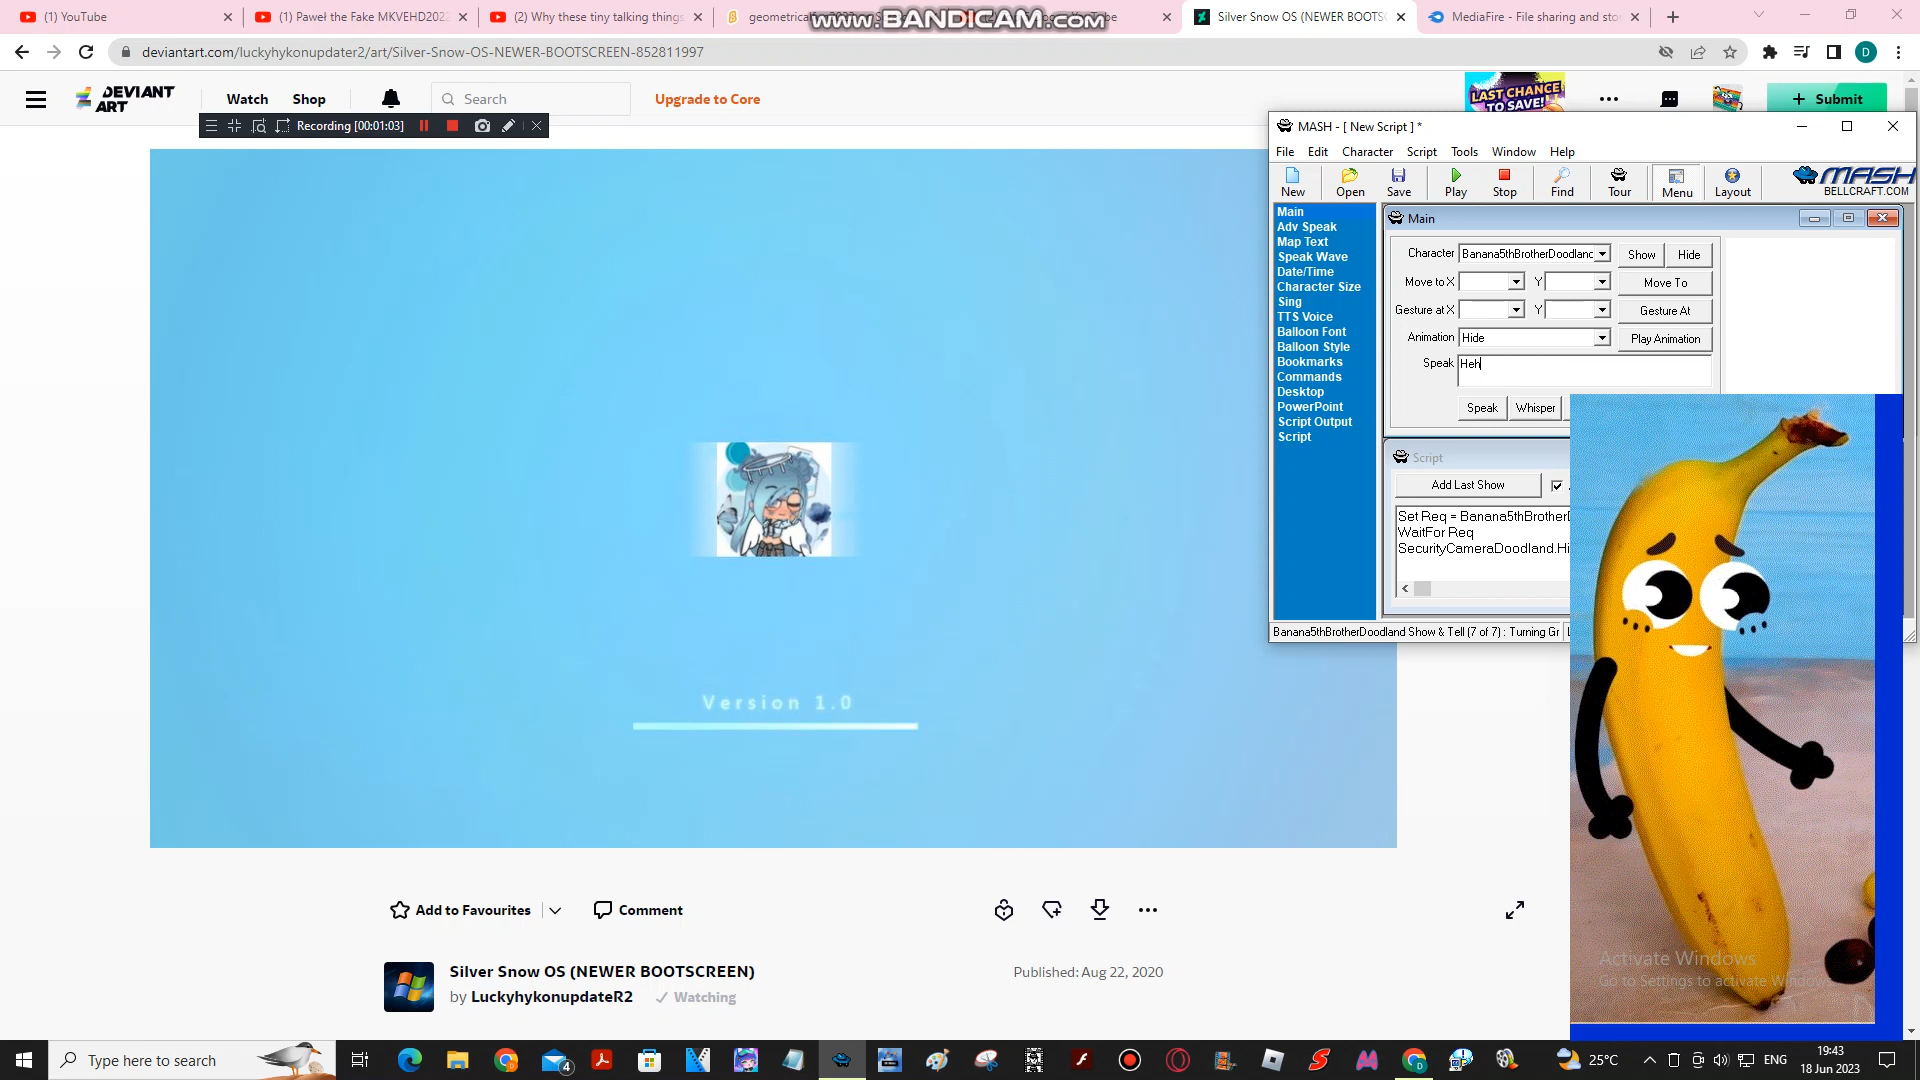 (1) YouTube
(1) Paweł the Fake MKVEHD2022
(2) Why these tiny talking things
www.BANDICAM.com
Silver Snow OS (NEWER BOOTSC
MediaFire - File sharing and sto
deviantart.com/luckyhykonupdater2/art/Silver-Snow-OS-NEWER-BOOTSCREEN-852811997
D
DEVIANT ART
Watch
Shop
Search
Upgrade to Core
LAST CHANCE TO SAVE!
Submit
Recording [00:01:03]
MASH - [ New Script ] *
File Edit Character Script Tools Window Help
New Open Save Play Stop Find Tour Menu Layout
MASH
BELLCRAFT.COM
Main
Adv Speak
Map Text
Speak Wave
Date/Time
Character Size
Sing
TTS Voice
Balloon Font
Balloon Style
Bookmarks
Commands
Desktop
PowerPoint
Script Output
Script
Main
Character Banana5thBrotherDoodland Show Hide
Move to X Y Move To
Gesture at X Y Gesture At
Animation Hide Play Animation
Speak Heh
Speak Whisper
Script
Add Last Show
Set Req = Banana5thBrotherD
WaitFor Req
SecurityCameraDoodland.Hi
Banana5thBrotherDoodland Show & Tell (7 of 7) : Turning Gr
Version 1.0
Add to Favourites
Comment
Silver Snow OS (NEWER BOOTSCREEN)
by LuckyhykonupdateR2
Watching
Published: Aug 22, 2020
Activate Windows
Go to Settings to activate Windows.
Type here to search
4
25°C
ENG
19:43
18 Jun 2023